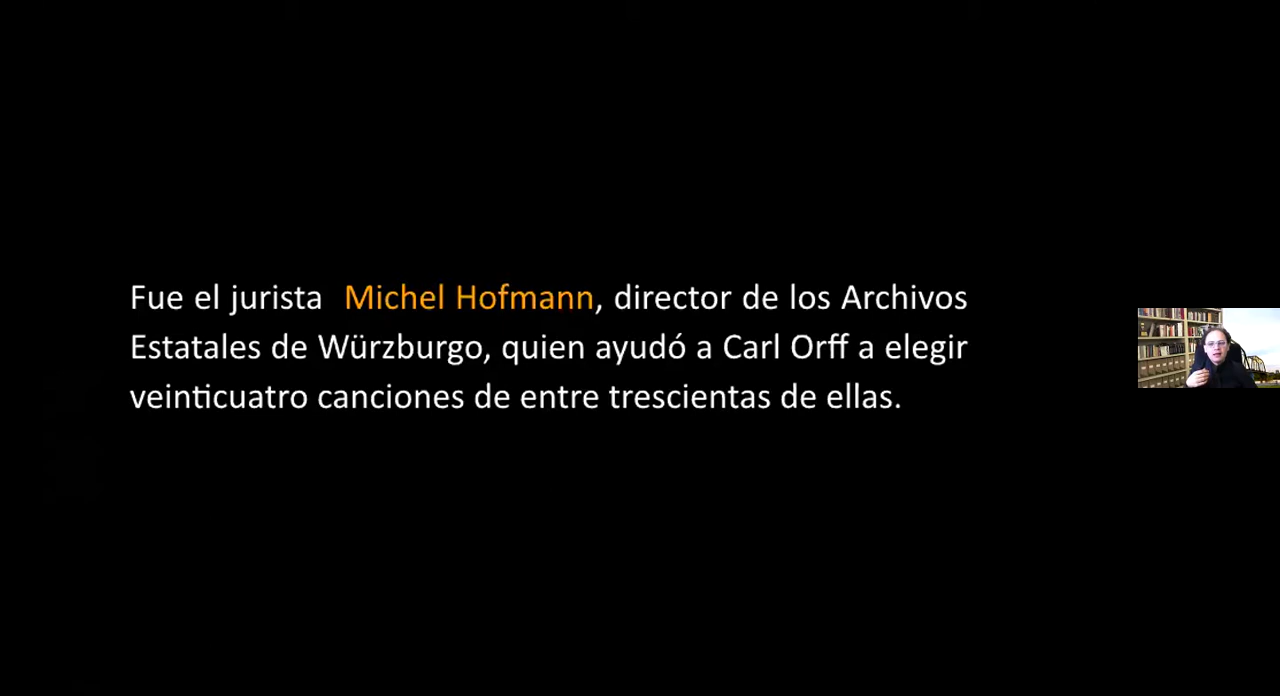 Fue el jurista Michel Hofmann, director de los Archivos
Estatales de Würzburgo, quien ayudó a Carl Orff a elegir
veinticuatro canciones de entre trescientas de ellas.